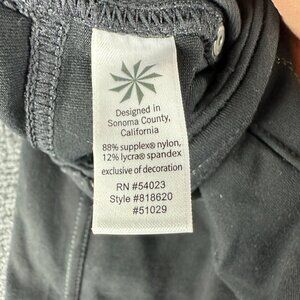 Designed in
Sonoma County,
California
88% supplex® nylon,
12% lycra® spandex
exclusive of decoration
RN #54023
Style #818620
#51029